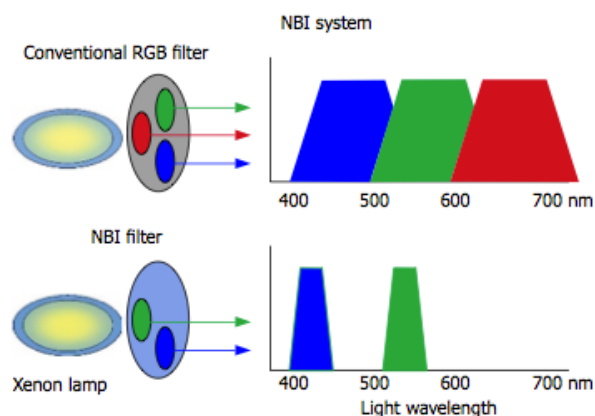 NBI system
Conventional RGB filter
400 500 600 700 nm
NBI filter
400 500 600 700 nm
Xenon lamp
Light wavelength